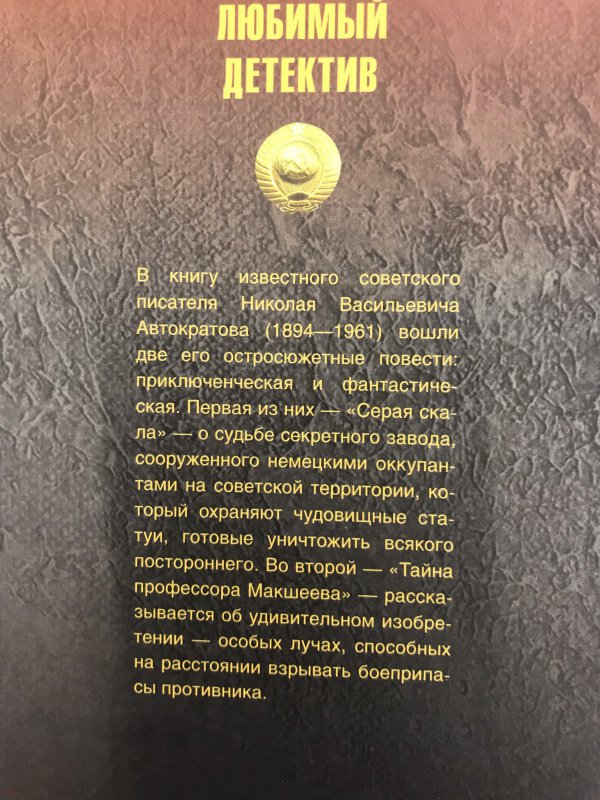 ЛЮБИМЫЙ
ДЕТЕКТИВ
В книгу известного советского
писателя Николая Васильевича
Автократова (1894—1961) вошли
две его остросюжетные повести:
приключенческая и фантастиче-
ская. Первая из них — «Серая ска-
ла» — о судьбе секретного завода,
сооруженного немецкими оккупан-
тами на советской территории, ко-
торый охраняют чудовищные ста-
туи, готовые уничтожить всякого
постороннего. Во второй — «Тайна
профессора Макшеева» — расска-
зывается об удивительном изобре-
тении — особых лучах, способных
на расстоянии взрывать боеприпа-
сы противника.